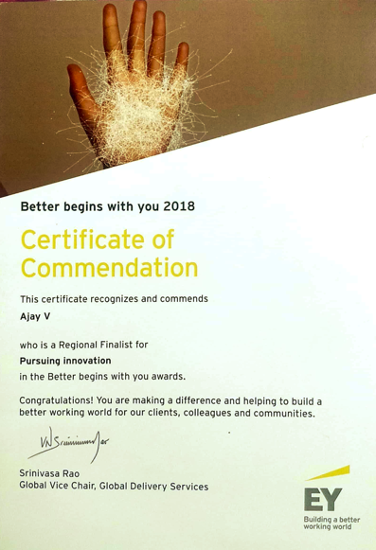 Better begins with you 2018
Certificate of
Commendation
This certificate recognizes and commends
Ajay V
who is a Regional Finalist for
Pursuing innovation
in the Better begins with you awards.
Congratulations! You are making a difference and helping to build a
better working world for our clients, colleagues and communities.
Srinivasa Rao
Global Vice Chair, Global Delivery Services
EY
Building a better
working world